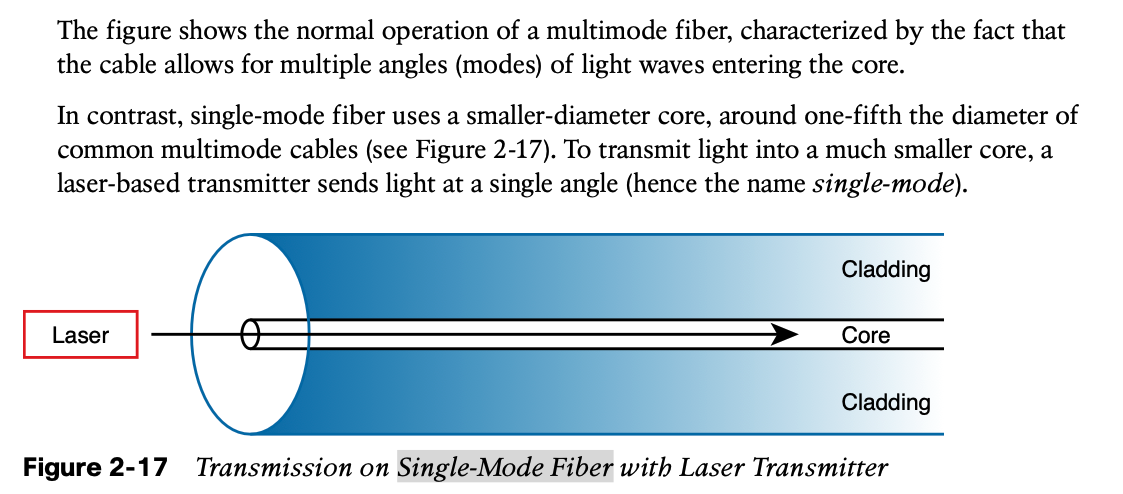 The figure shows the normal operation of a multimode fiber, characterized by the fact that
the cable allows for multiple angles (modes) of light waves entering the core.
In contrast, single-mode fiber uses a smaller-diameter core, around one-fifth the diameter of
common multimode cables (see Figure 2-17). To transmit light into a much smaller core, a
laser-based transmitter sends light at a single angle (hence the name single-mode).
Cladding
Laser
Core
Cladding
Figure 2-17 Transmission on Single-Mode Fiber with Laser Transmitter